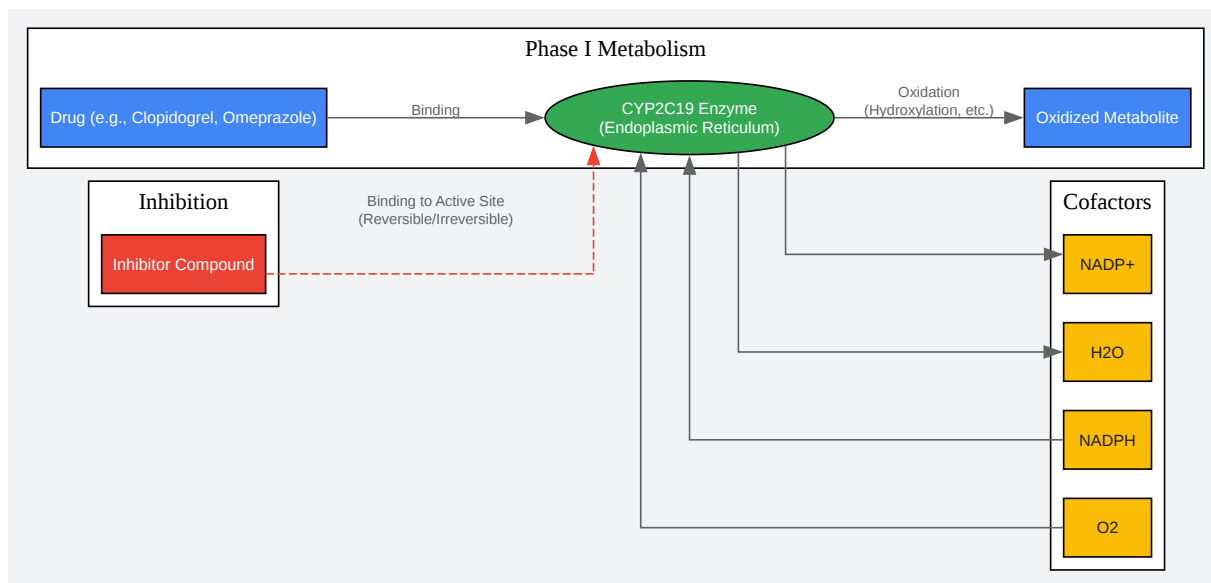 Phase I Metabolism
Drug (e.g., Clopidogrel, Omeprazole)
Binding
CYP2C19 Enzyme
(Endoplasmic Reticulum)
Oxidation
(Hydroxylation, etc.)
Oxidized Metabolite
Inhibition
Inhibitor Compound
Binding to Active Site
(Reversible/Irreversible)
Cofactors
NADP+
H2O
NADPH
O2